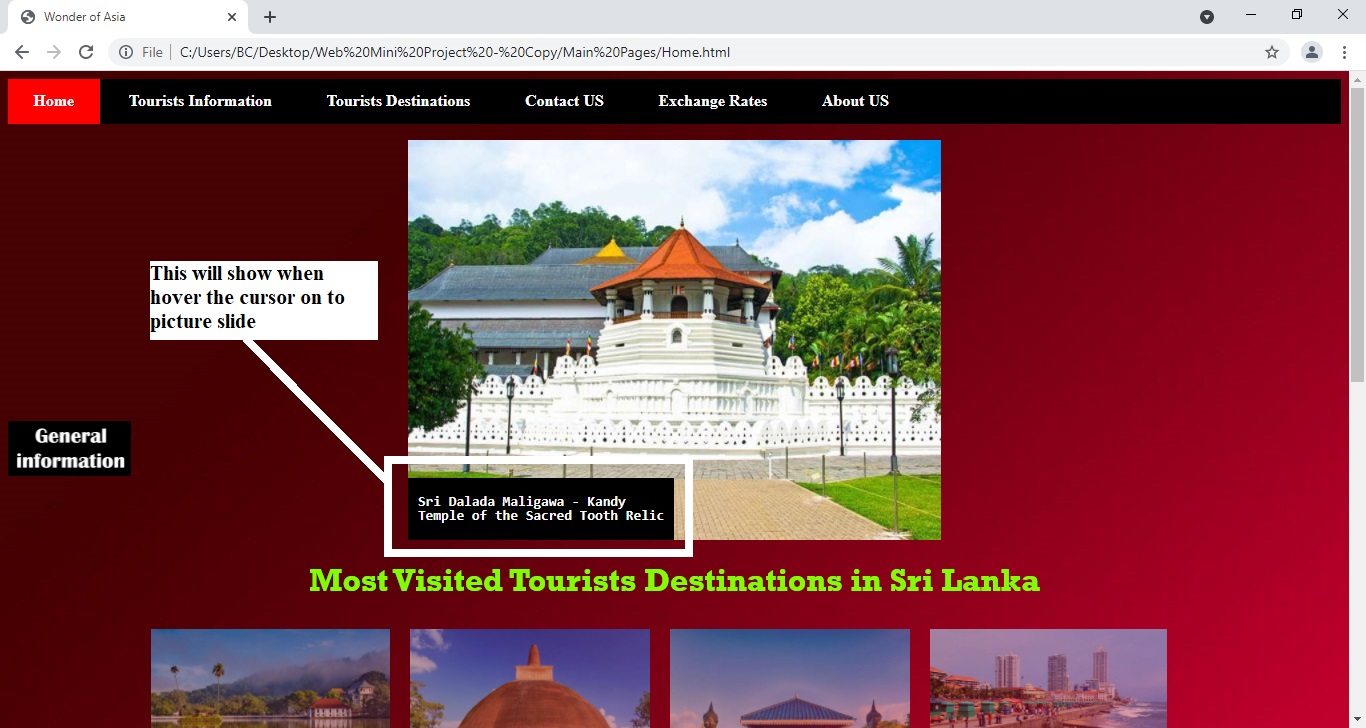 Wonder of Asia
File
C:/Users/BC/Desktop/Web%20Mini%20Project%20-%20Copy/Main%20Pages/Home.html
Home Tourists Information Tourists Destinations Contact US Exchange Rates About US
This will show when
hover the cursor on to
picture slide
General
information
Sri Dalada Maligawa - Kandy
Temple of the Sacred Tooth Relic
Most Visited Tourists Destinations in Sri Lanka